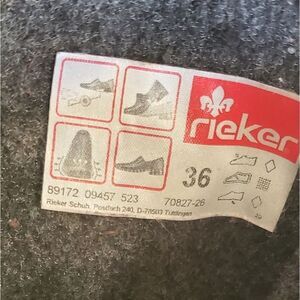 rieker
36
89172 09457 523
70827-26
Rieker Schuh, Postfach 240, D-78503 Tuttlingen